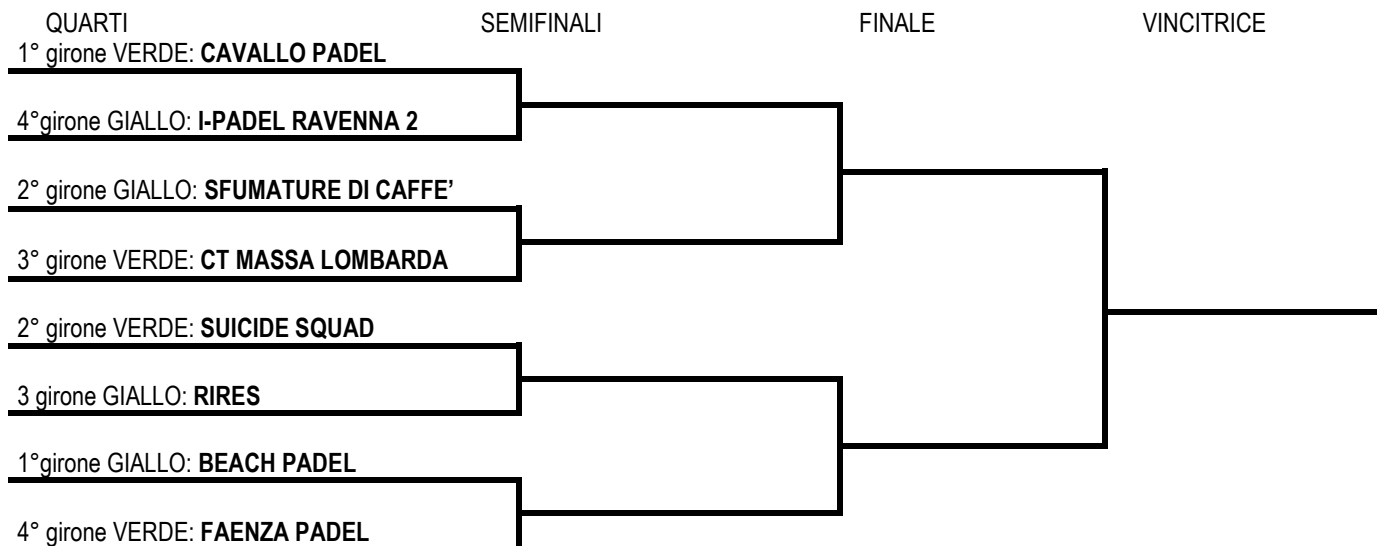 QUARTI SEMIFINALI FINALE VINCITRICE
1° girone VERDE: CAVALLO PADEL
4°girone GIALLO: I-PADEL RAVENNA 2
2° girone GIALLO: SFUMATURE DI CAFFE’
3° girone VERDE: CT MASSA LOMBARDA
2° girone VERDE: SUICIDE SQUAD
3 girone GIALLO: RIRES
1°girone GIALLO: BEACH PADEL
4° girone VERDE: FAENZA PADEL